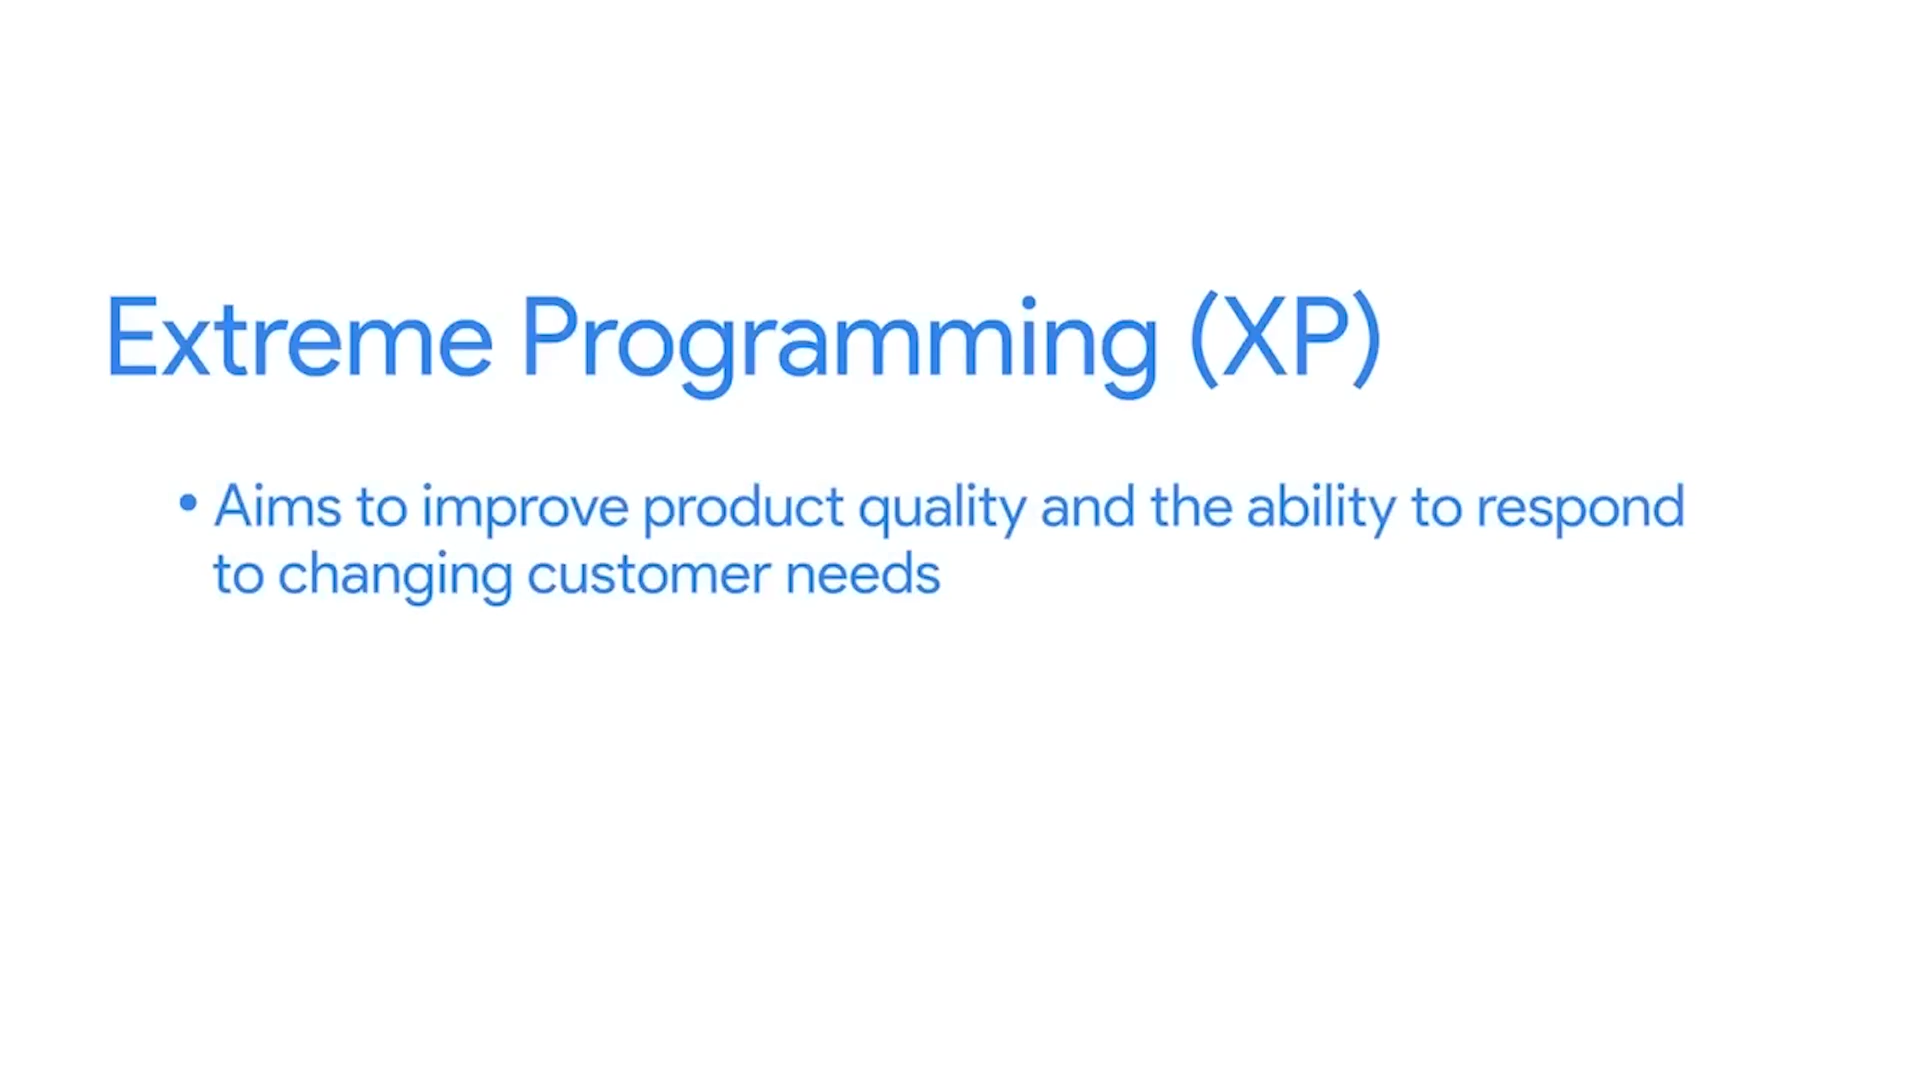 Extreme Programming (XP)
• Aims to improve product quality and the ability to respond
to changing customer needs